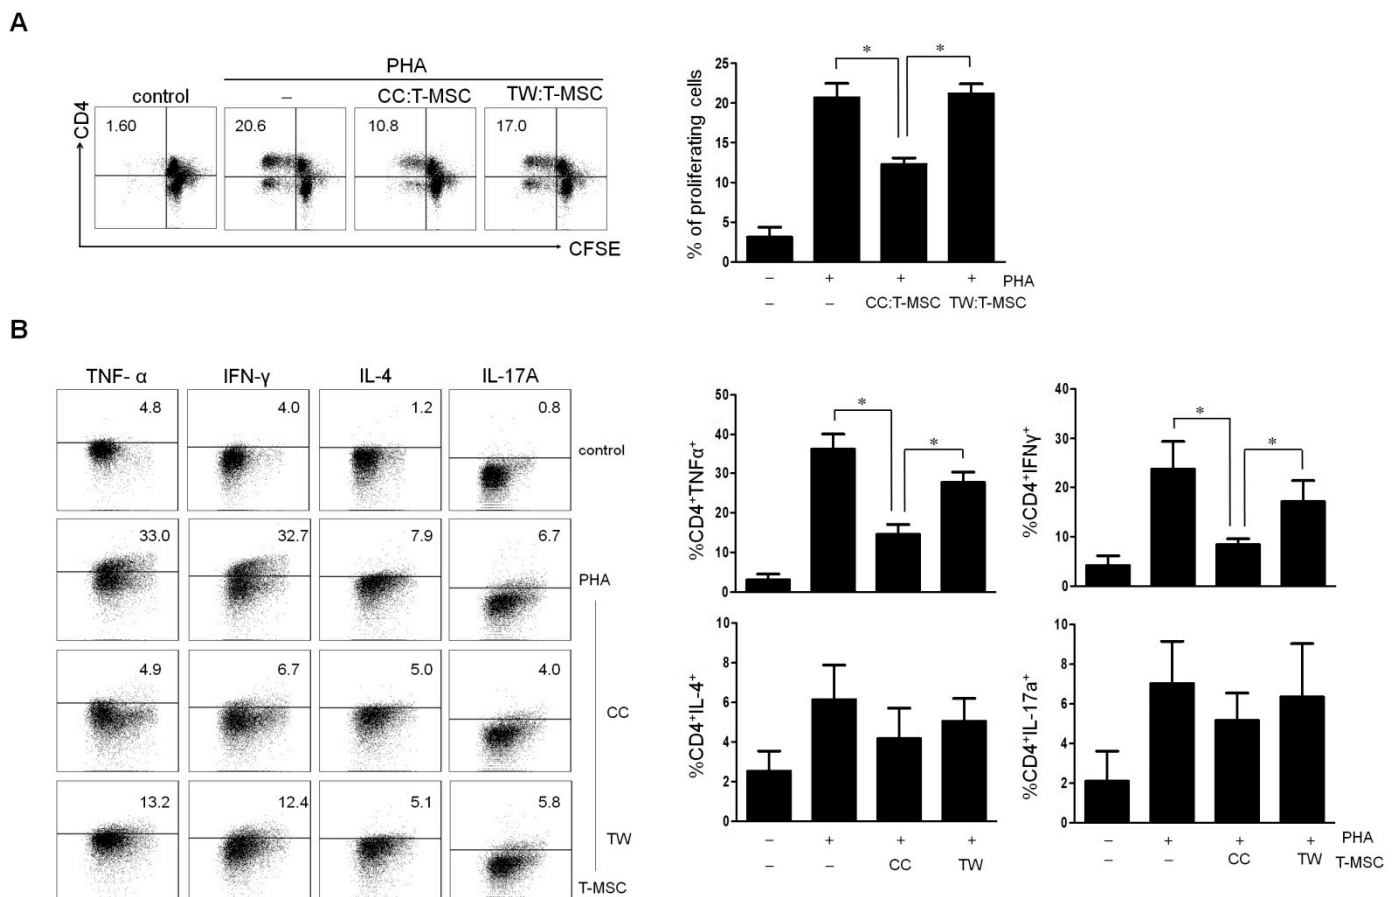 A
PHA
control
–
CC:T-MSC
TW:T-MSC
CD4
1.60
20.6
10.8
17.0
CFSE
% of proliferating cells
25
20
15
10
5
0
*
*
– + + + PHA
– – CC:T-MSC TW:T-MSC
B
TNF- α IFN-γ IL-4 IL-17A
4.8 4.0 1.2 0.8 control
33.0 32.7 7.9 6.7 PHA
4.9 6.7 5.0 4.0 CC
13.2 12.4 5.1 5.8 TW
T-MSC
%CD4⁺TNFα⁺
50
40
30
20
10
0
*
*
%CD4⁺IFNγ⁺
40
30
20
10
0
*
*
%CD4⁺IL-4⁺
8
6
4
2
0
– + + +
– – CC TW
%CD4⁺IL-17a⁺
10
8
6
4
2
0
– + + + PHA
– – CC TW T-MSC